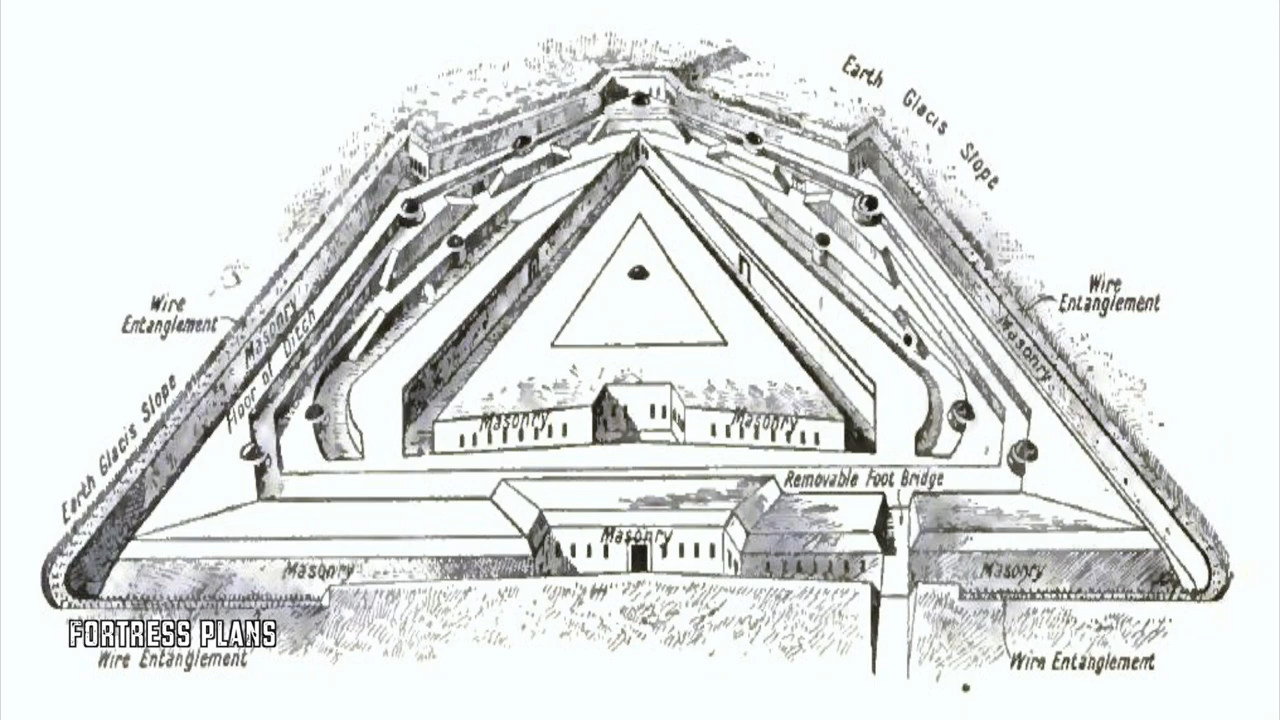 Earth Glacis Slope
Wire
Entanglement
Wire
Entanglement
Masonry
Floor of Ditch
Masonry
Earth Glacis Slope
Masonry
Masonry
Removable Foot Bridge
Masonry
Masonry
Masonry
FORTRESS PLANS
Wire Entanglement
Wire Entanglement